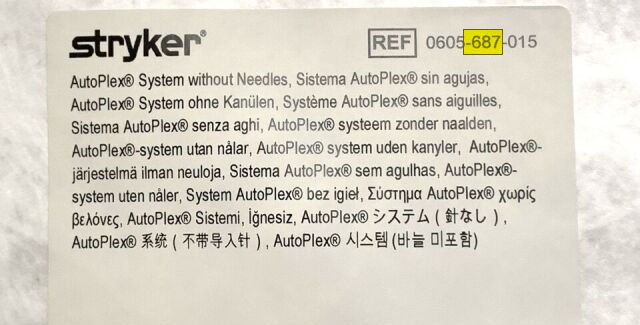 stryker®
REF 0605-687-015
AutoPlex® System without Needles, Sistema AutoPlex® sin agujas,
AutoPlex® System ohne Kanülen, Système AutoPlex® sans aiguilles,
Sistema AutoPlex® senza aghi, AutoPlex® systeem zonder naalden,
AutoPlex®-system utan nålar, AutoPlex® system uden kanyler, AutoPlex®-
järjestelmä ilman neuloja, Sistema AutoPlex® sem agulhas, AutoPlex®-
system uten nåler, System AutoPlex® bez igieł, Σύστημα AutoPlex® χωρίς
βελόνες, AutoPlex® Sistemi, İğnesiz, AutoPlex® システム ( 針なし ) ,
AutoPlex® 系统 ( 不带导入针 ) , AutoPlex® 시스템 (바늘 미포함)